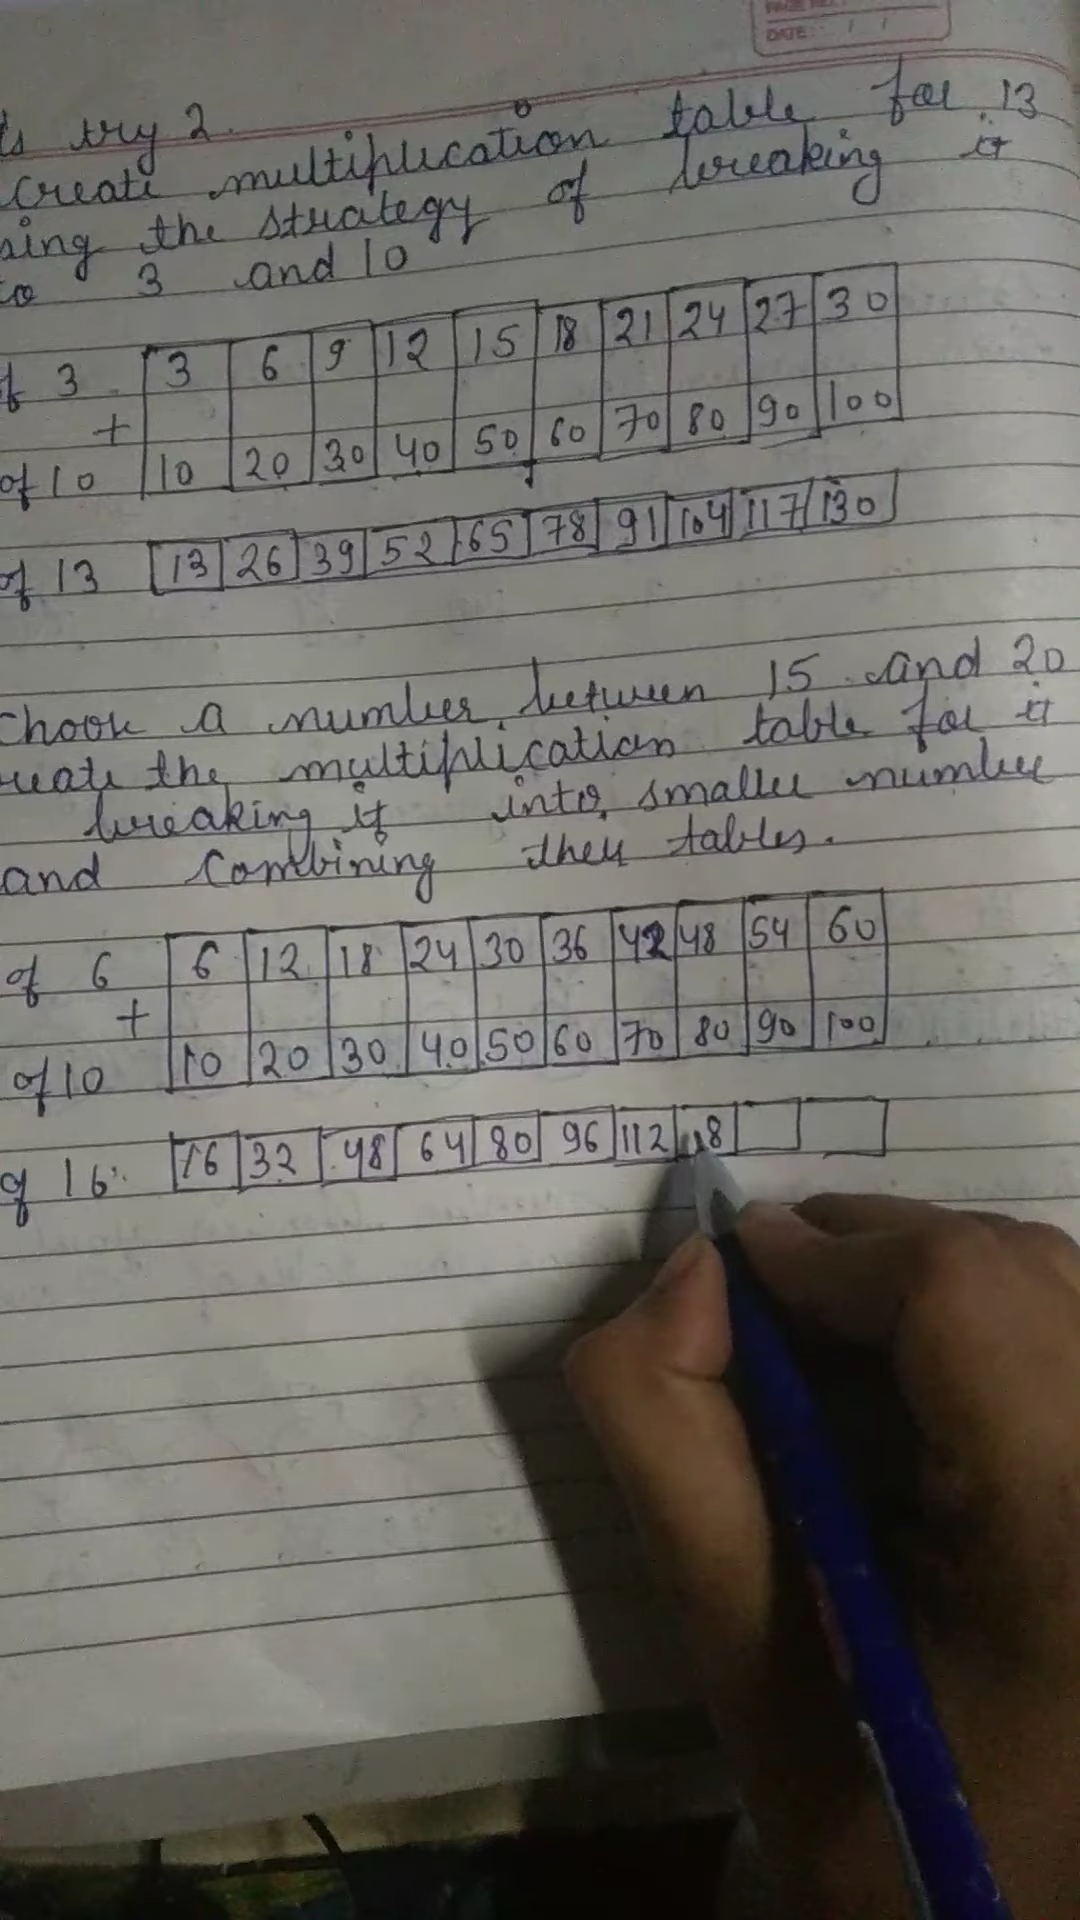 DATE:
try 2.
create multiplication table for 13
sing the strategy of breaking it
to 3 and 10
of 3 3 6 9 12 15 18 21 24 27 30
+
of 10 10 20 30 40 50 60 70 80 90 100
of 13 13 26 39 52 65 78 91 104 117 130
a number between 15 and 20
eate the multiplication table for it
breaking it into smaller number
and combining their tables.
of 6 6 12 18 24 30 36 42 48 54 60
+
of 10 10 20 30 40 50 60 70 80 90 100
of 16 16 32 48 64 80 96 112